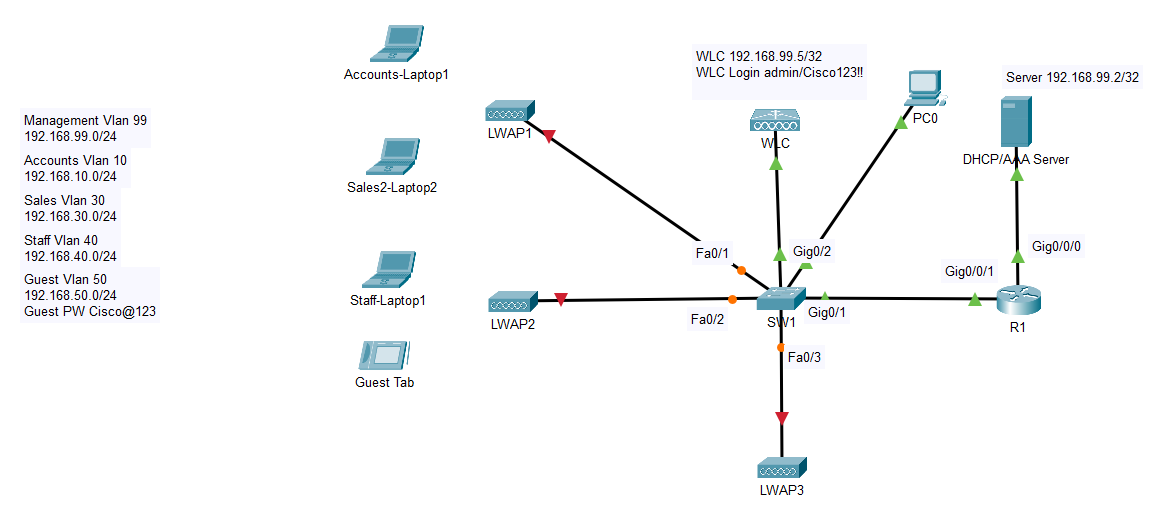 Management Vlan 99
192.168.99.0/24
Accounts Vlan 10
192.168.10.0/24
Sales Vlan 30
192.168.30.0/24
Staff Vlan 40
192.168.40.0/24
Guest Vlan 50
192.168.50.0/24
Guest PW Cisco@123
Accounts-Laptop1
Sales2-Laptop2
Staff-Laptop1
Guest Tab
LWAP1
LWAP2
LWAP3
WLC 192.168.99.5/32
WLC Login admin/Cisco123!!
WLC
PC0
Server 192.168.99.2/32
DHCP/AAA Server
Fa0/1
Gig0/2
Gig0/0/0
Gig0/0/1
Fa0/2
SW1
Gig0/1
R1
Fa0/3